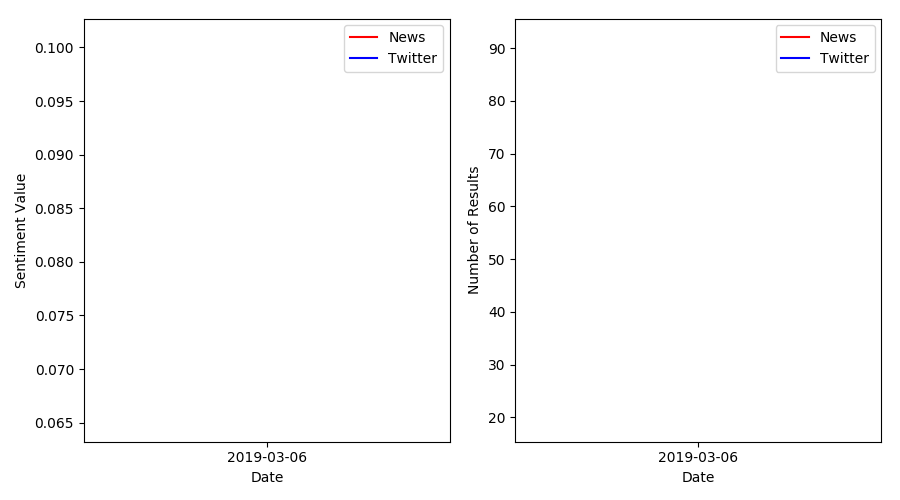 0.100
0.095
0.090
0.085
0.080
0.075
0.070
0.065
Sentiment Value
2019-03-06
Date
News
Twitter
90
80
70
60
50
40
30
20
Number of Results
2019-03-06
Date
News
Twitter